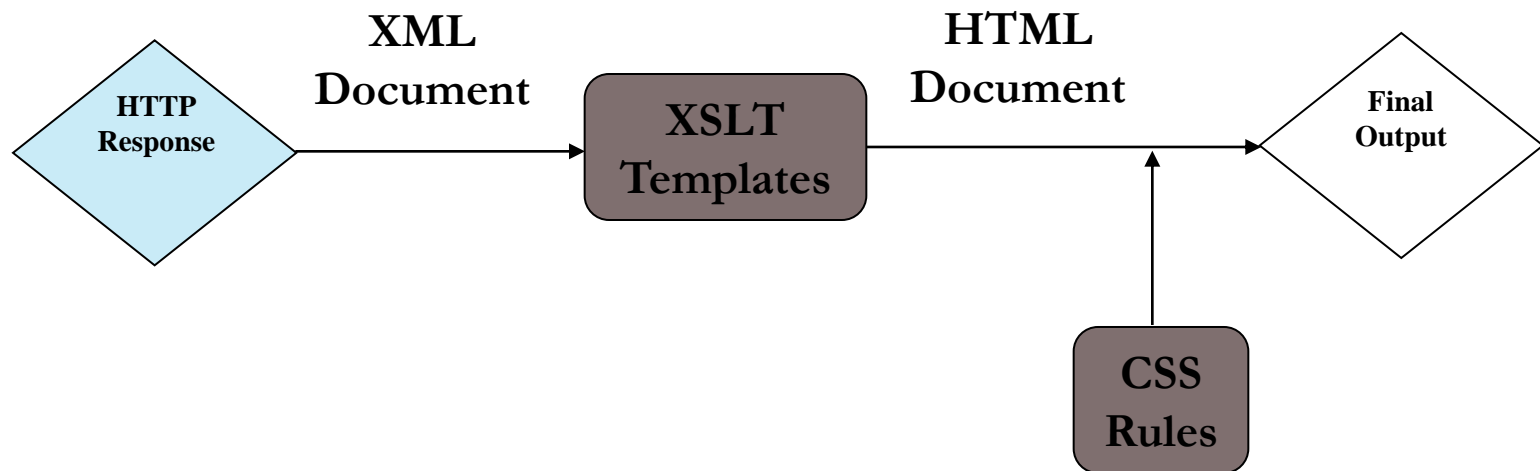 HTTP
Response
XML
Document
XSLT
Templates
HTML
Document
Final
Output
CSS
Rules